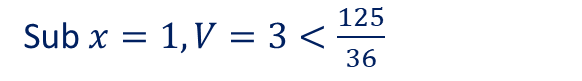 Sub 𝑥 = 1, 𝑉 = 3 < 125/36